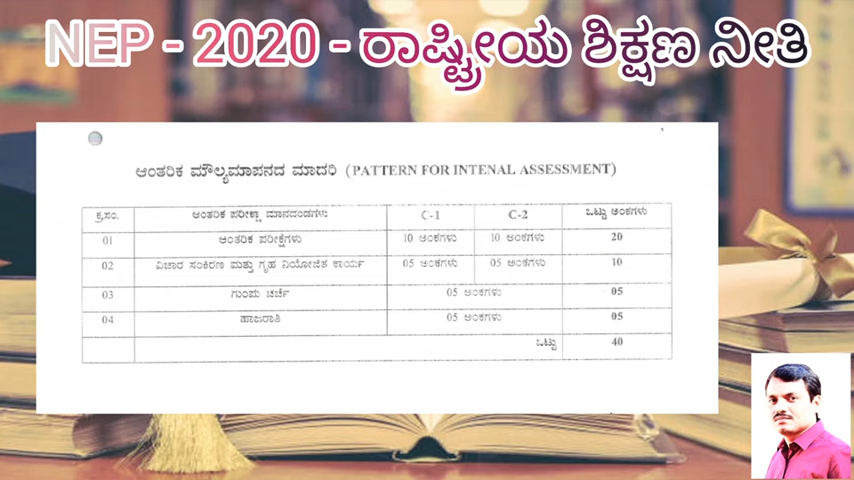 NEP - 2020 - ರಾಷ್ಟ್ರೀಯ ಶಿಕ್ಷಣ ನೀತಿ
ಆಂತರಿಕ ಮೌಲ್ಯಮಾಪನದ ಮಾದರಿ (PATTERN FOR INTENAL ASSESSMENT)
ಕ್ರ.ಸಂ. ಆಂತರಿಕ ಪರೀಕ್ಷಾ ಮಾನದಂಡಗಳು C-1 C-2 ಒಟ್ಟು ಅಂಕಗಳು
01 ಆಂತರಿಕ ಪರೀಕ್ಷೆಗಳು 10 ಅಂಕಗಳು 10 ಅಂಕಗಳು 20
02 ವಿಚಾರ ಸಂಕಿರಣ ಮತ್ತು ಗೃಹ ನಿಯೋಜಿತ ಕಾರ್ಯ 05 ಅಂಕಗಳು 05 ಅಂಕಗಳು 10
03 ಗುಂಪು ಚರ್ಚೆ 05 ಅಂಕಗಳು 05
04 ಹಾಜರಾತಿ 05 ಅಂಕಗಳು 05
ಒಟ್ಟು 40